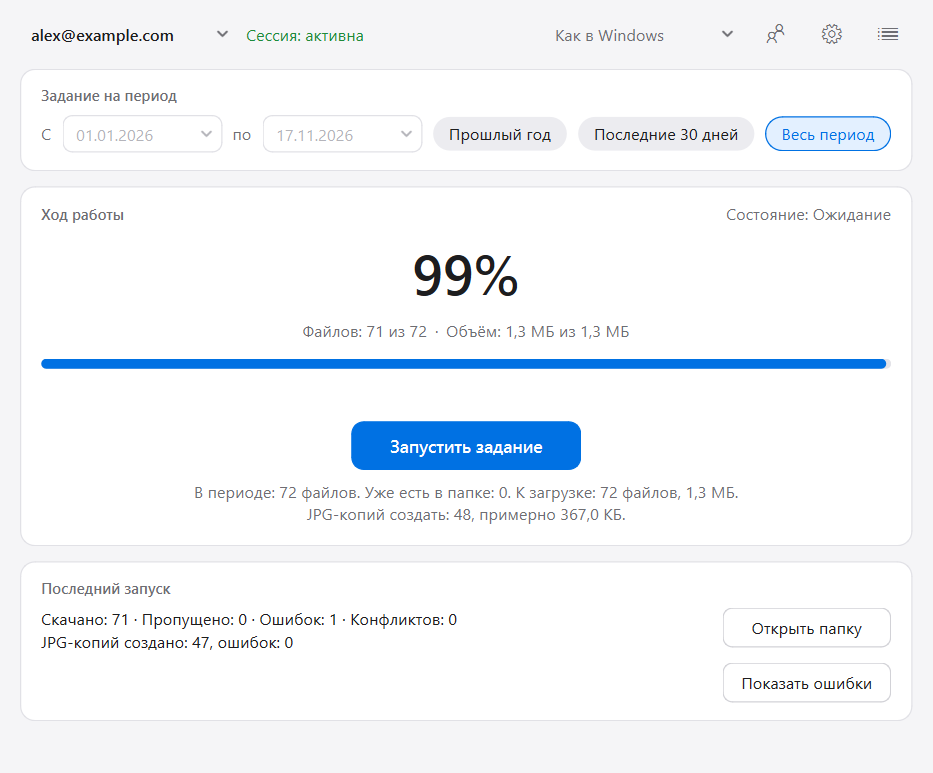 alex@example.com Сессия: активна Как в Windows
Задание на период
С 01.01.2026 по 17.11.2026 Прошлый год Последние 30 дней Весь период
Ход работы Состояние: Ожидание
99%
Файлов: 71 из 72 · Объём: 1,3 МБ из 1,3 МБ
Запустить задание
В периоде: 72 файлов. Уже есть в папке: 0. К загрузке: 72 файлов, 1,3 МБ.
JPG-копий создать: 48, примерно 367,0 КБ.
Последний запуск
Скачано: 71 · Пропущено: 0 · Ошибок: 1 · Конфликтов: 0
JPG-копий создано: 47, ошибок: 0
Открыть папку
Показать ошибки